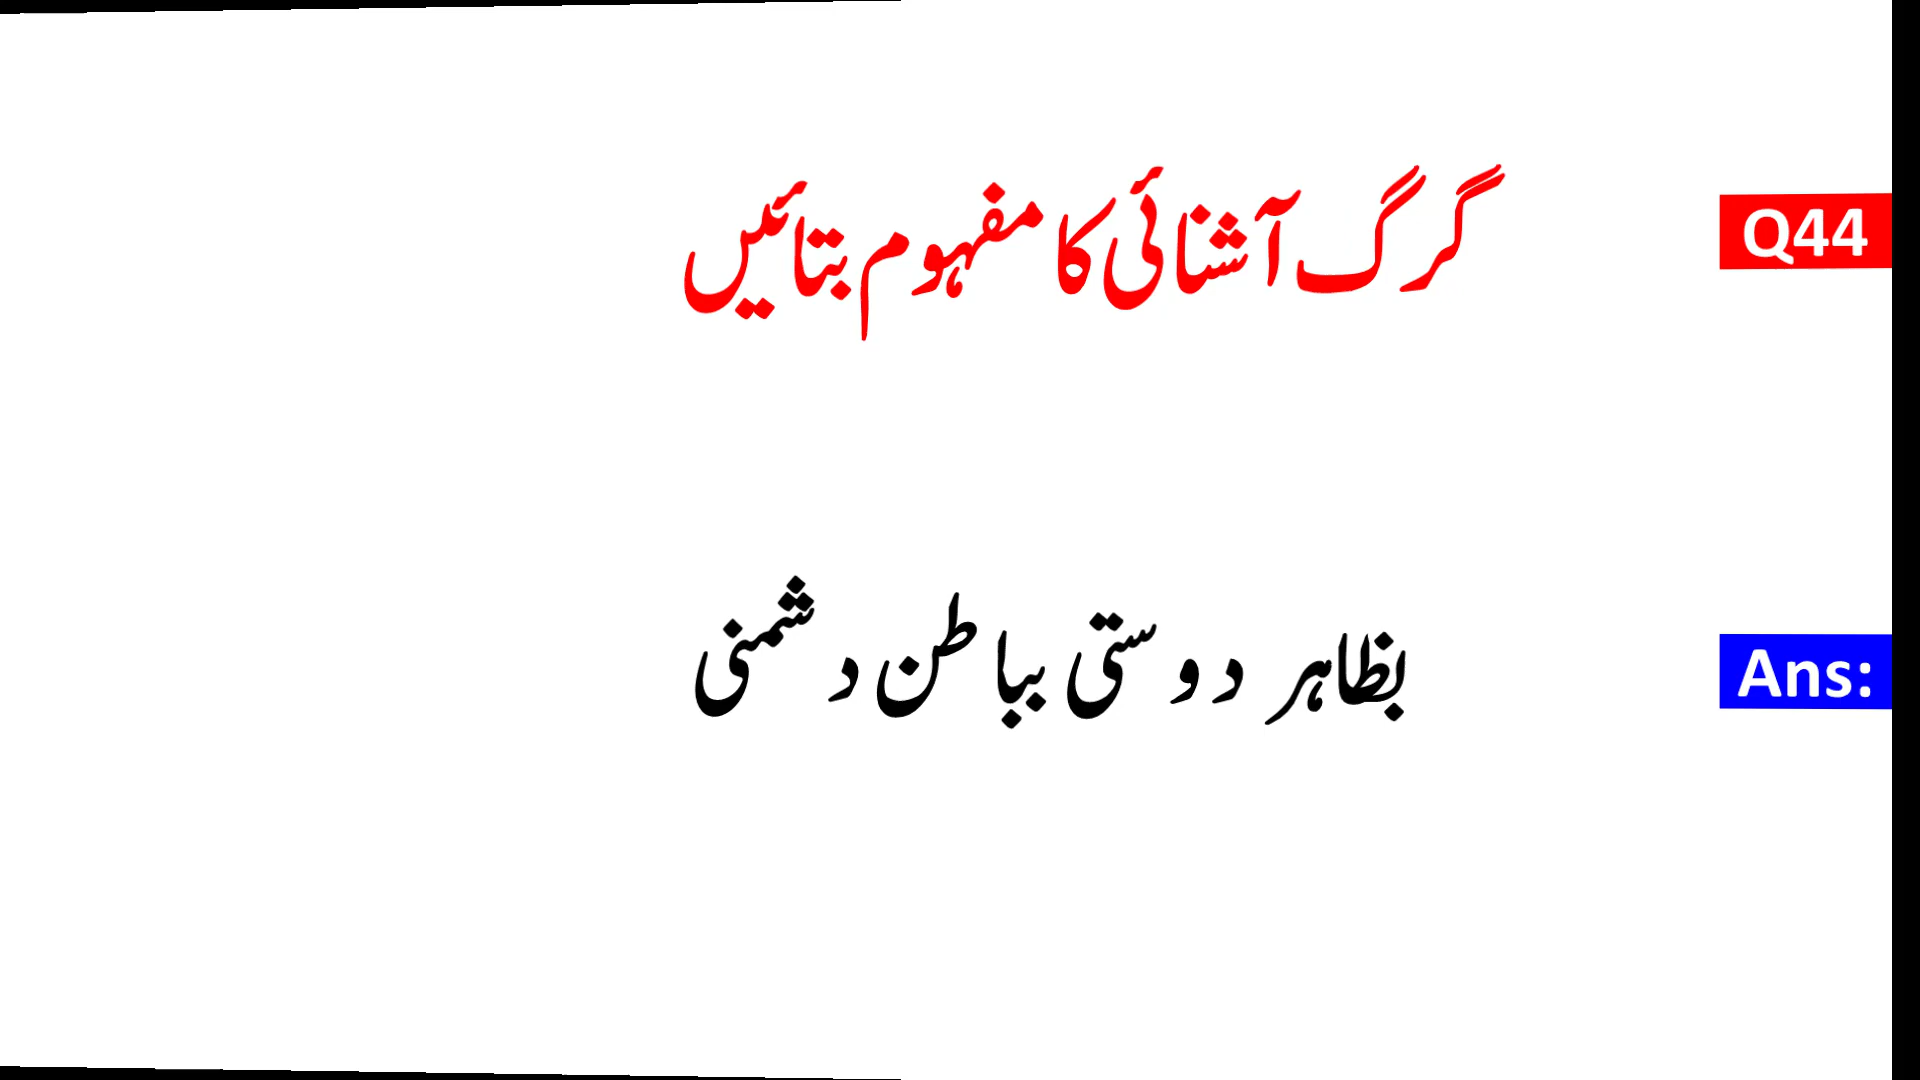 Q44 گرگ آشنائی کا مفہوم بتائیں
Ans: بظاہر دوستی بباطن دشمنی